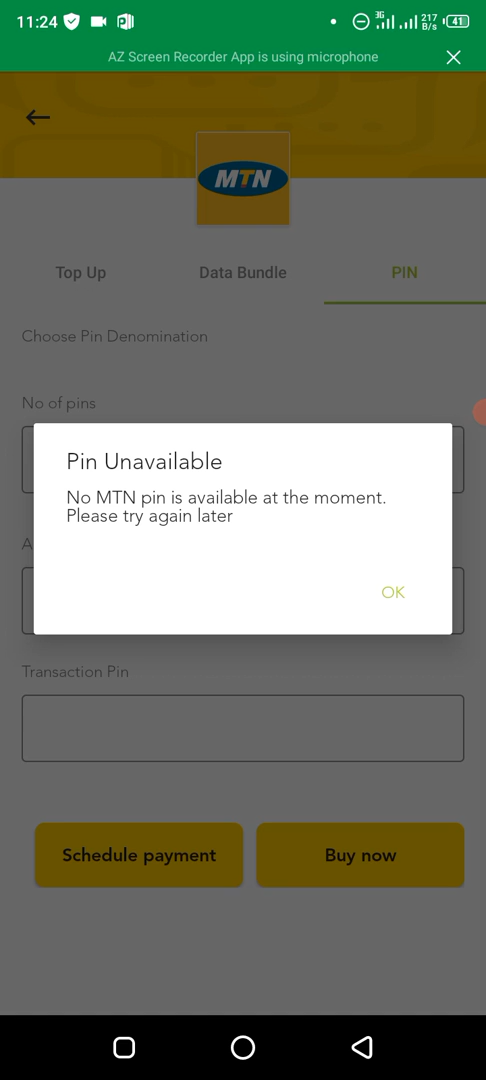 11:24 3G 217 B/s 41
AZ Screen Recorder App is using microphone
MTN
Top Up Data Bundle PIN
Choose Pin Denomination
No of pins
Pin Unavailable
No MTN pin is available at the moment.
Please try again later
A
OK
Transaction Pin
Schedule payment Buy now